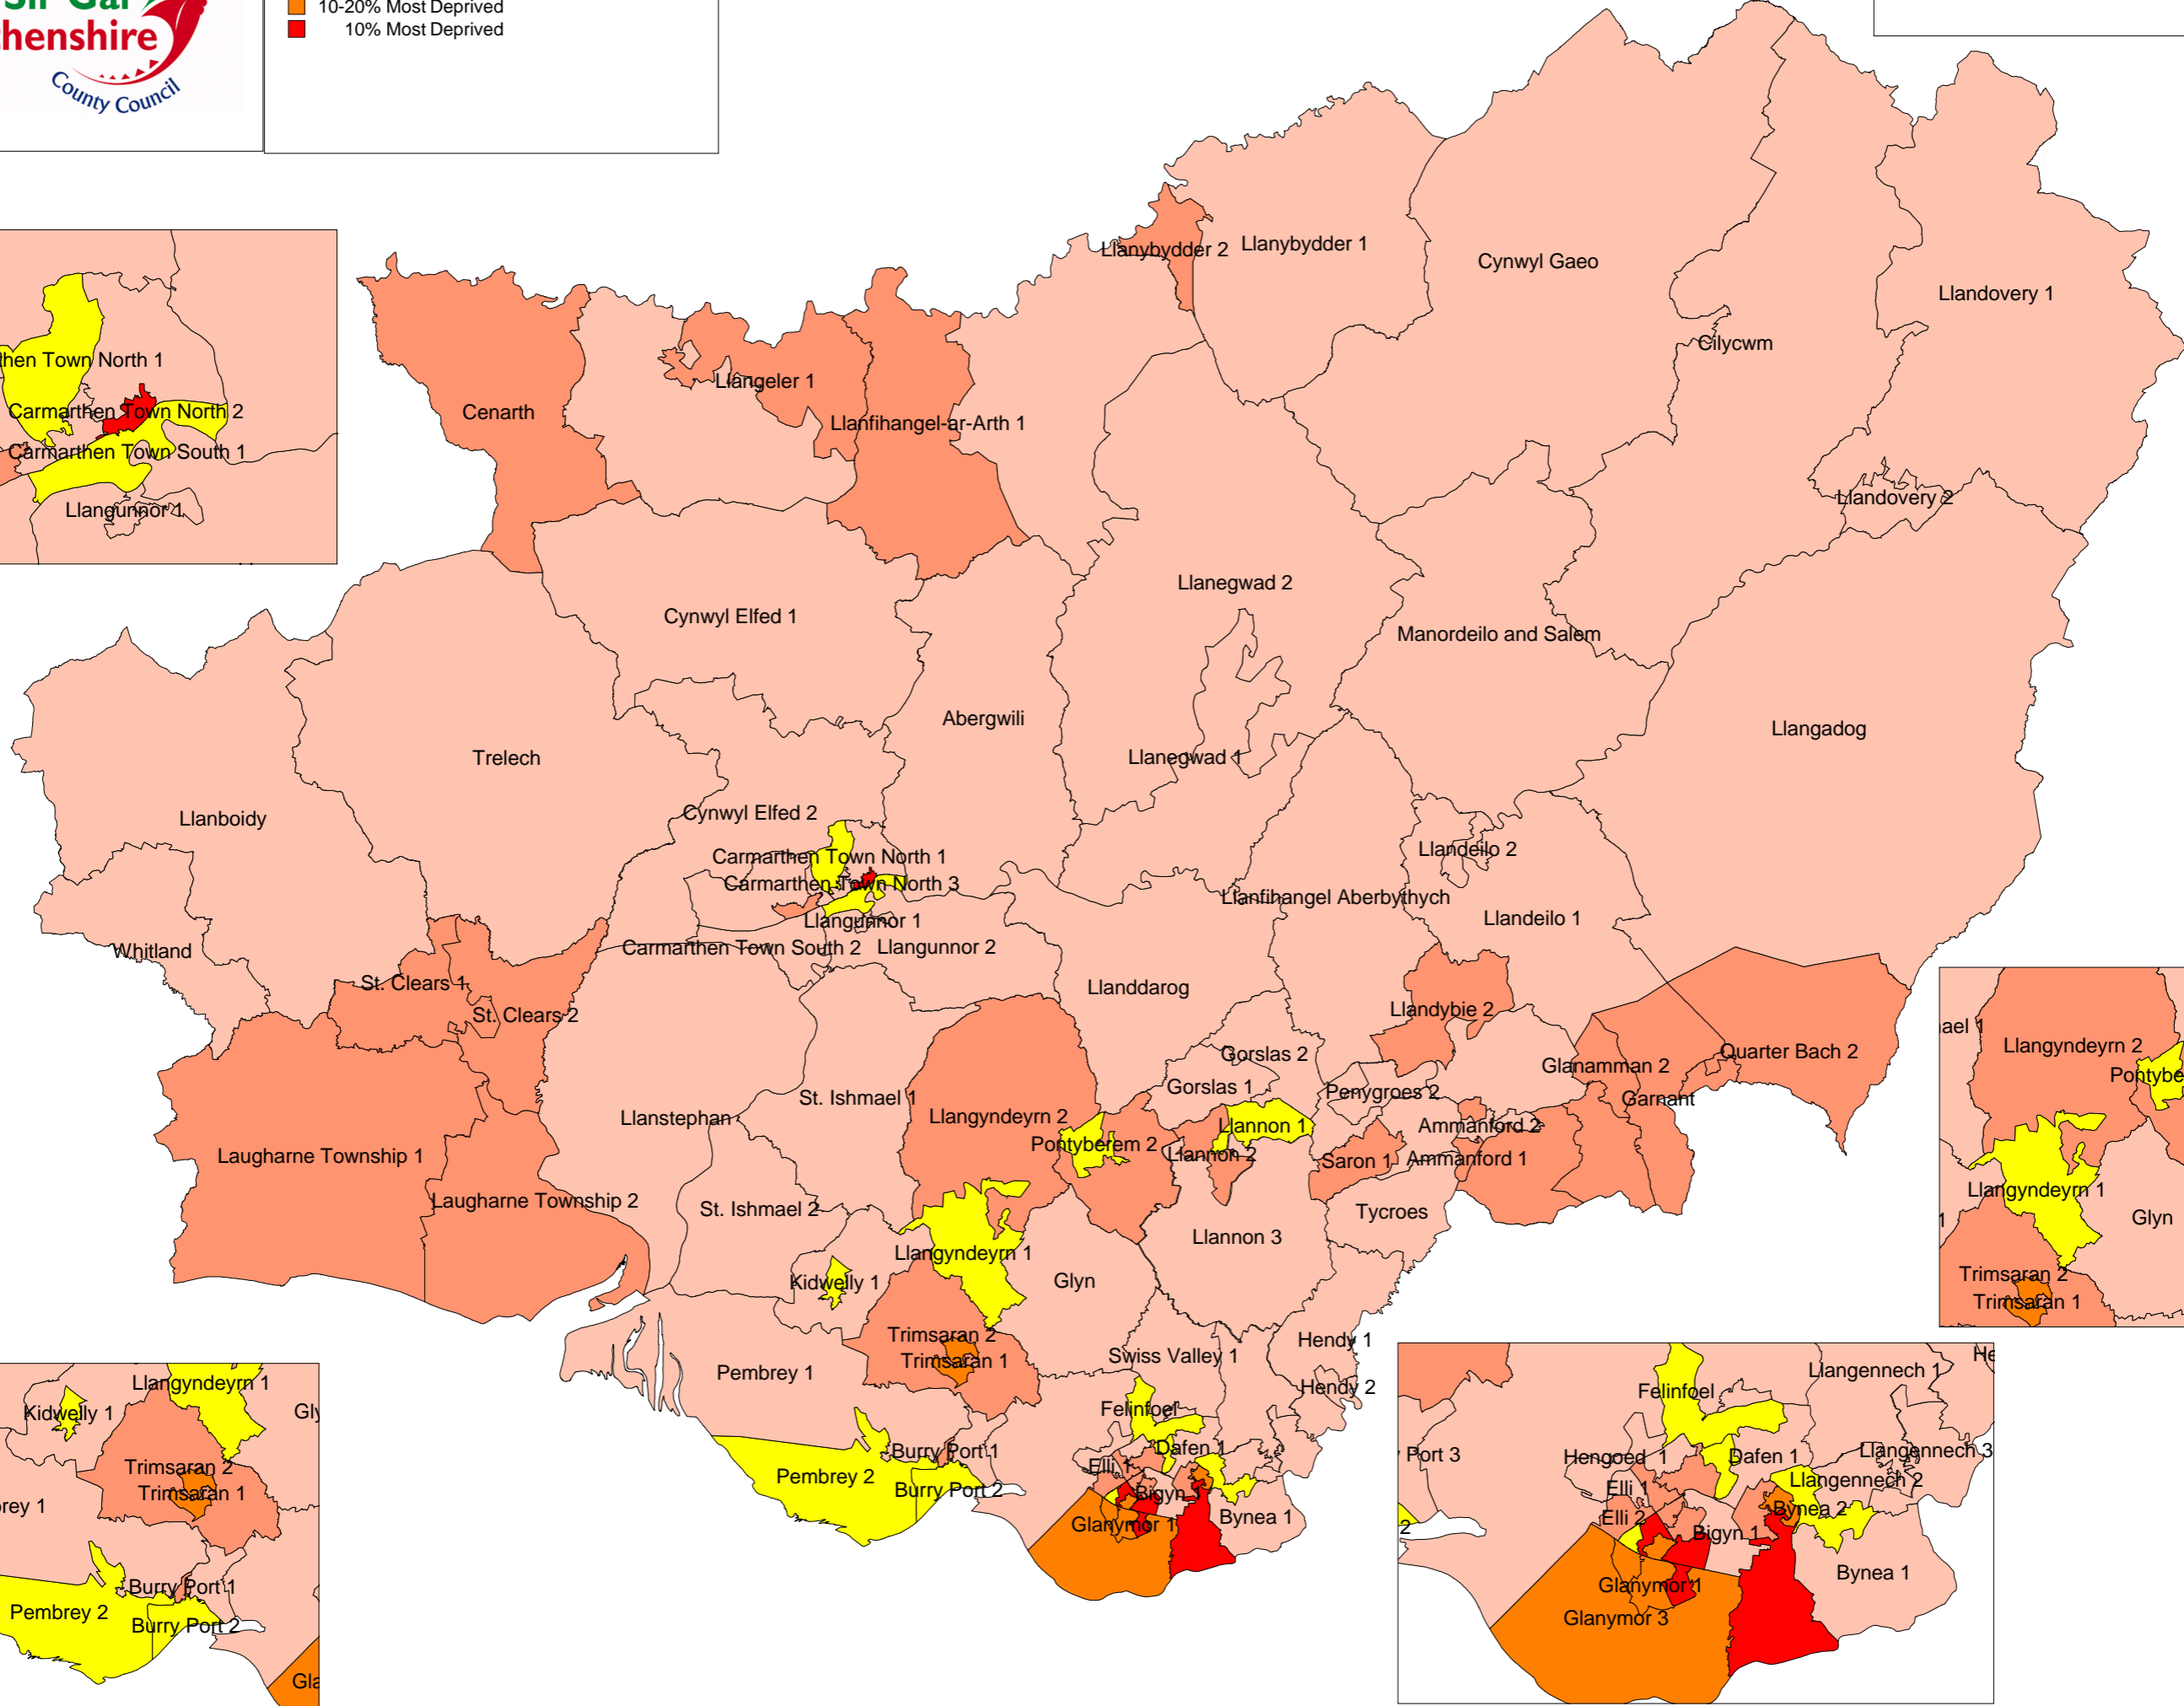 10-20% Most Deprived
10% Most Deprived
County Council
Llanybydder 2
Llanybydder 1
Cynwyl Gaeo
Llandovery 1
Cilycwm
Llangeler 1
Cenarth
Llanfihangel-ar-Arth 1
Llandovery 2
Carmarthen Town North 2
Carmarthen Town South 1
Llangunnor 1
Llanegwad 2
Cynwyl Elfed 1
Manordeilo and Salem
Abergwili
Llangadog
Trelech
Llanegwad 1
Cynwyl Elfed 2
Llanboidy
Llandeilo 2
Carmarthen Town North 1
Carmarthen Town North 3
Llanfihangel Aberbythych
Llangunnor 1
Llandeilo 1
Whitland
Carmarthen Town South 2
Llangunnor 2
St. Clears 1
Llanddarog
St. Clears 2
Llandybie 2
Gorslas 2
Quarter Bach 2
Glanamman 2
Gorslas 1
Penygroes 2
St. Ishmael 1
Garnant
Llanstephan
Llangyndeyrn 2
Llannon 1
Ammanford 2
Pontyberem 2
Llannon 2
Laugharne Township 1
Saron 1
Ammanford 1
Laugharne Township 2
St. Ishmael 2
Tycroes
Llannon 3
Llangyndeyrn 1
Kidwelly 1
Glyn
Trimsaran 2
Trimsaran 1
Hendy 1
Swiss Valley 1
Pembrey 1
Hendy 2
Felinfoel
Burry Port 1
Dafen 1
Elli 1
Pembrey 2
Burry Port 2
Bigyn 1
Glanymor 1
Bynea 1
Llangyndeyrn 2
Llangyndeyrn 1
Glyn
Trimsaran 2
Trimsaran 1
Llangyndeyrn 1
Kidwelly 1
Trimsaran 2
Trimsaran 1
Burry Port 1
Pembrey 2
Burry Port 2
Llangennech 1
Felinfoel
Port 3
Hengoed 1
Dafen 1
Llangennech 3
Llangennech 2
Elli 1
Elli 2
Bynea 2
Bigyn 1
Bynea 1
Glanymor 1
Glanymor 3